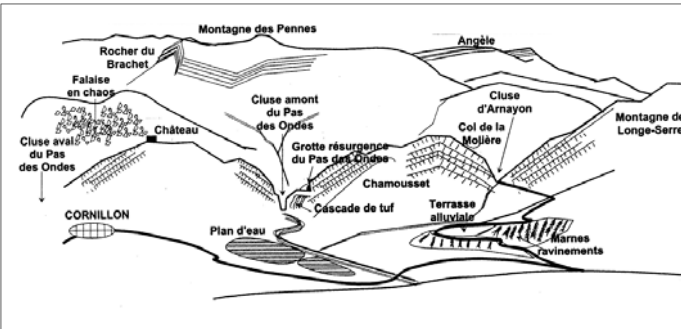 Montagne des Pennes
Rocher du
Brachet
Angèle
Falaise
en chaos
Cluse amont
du Pas
des Ondes
Cluse
d'Arnayon
Château
Col de la
Molière
Montagne de
Longe-Serre
Cluse aval
du Pas
des Ondes
Grotte résurgence
du Pas des Ondes
Chamousset
Cascade de tuf
Terrasse
alluviale
CORNILLON
Plan d'eau
Marnes
ravinements